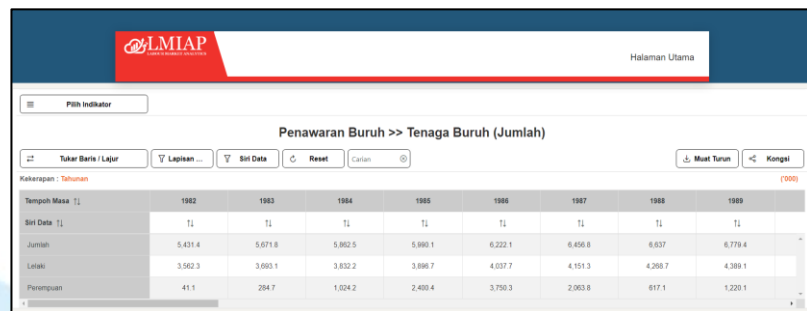 LMIAP
LABOUR MARKET ANALYTICS
Halaman Utama
Pilih Indikator
Penawaran Buruh >> Tenaga Buruh (Jumlah)
Tukar Baris / Lajur Lapisan ... Siri Data Reset Carian Muat Turun Kongsi
Kekerapan : Tahunan ('000)
Tempoh Masa 1982 1983 1984 1985 1986 1987 1988 1989
Siri Data
Jumlah 5,431.4 5,671.8 5,862.5 5,990.1 6,222.1 6,456.8 6,637 6,779.4
Lelaki 3,562.3 3,693.1 3,832.2 3,896.7 4,037.7 4,151.3 4,268.7 4,389.1
Perempuan 41.1 284.7 1,024.2 2,400.4 3,750.3 2,063.8 617.1 1,220.1